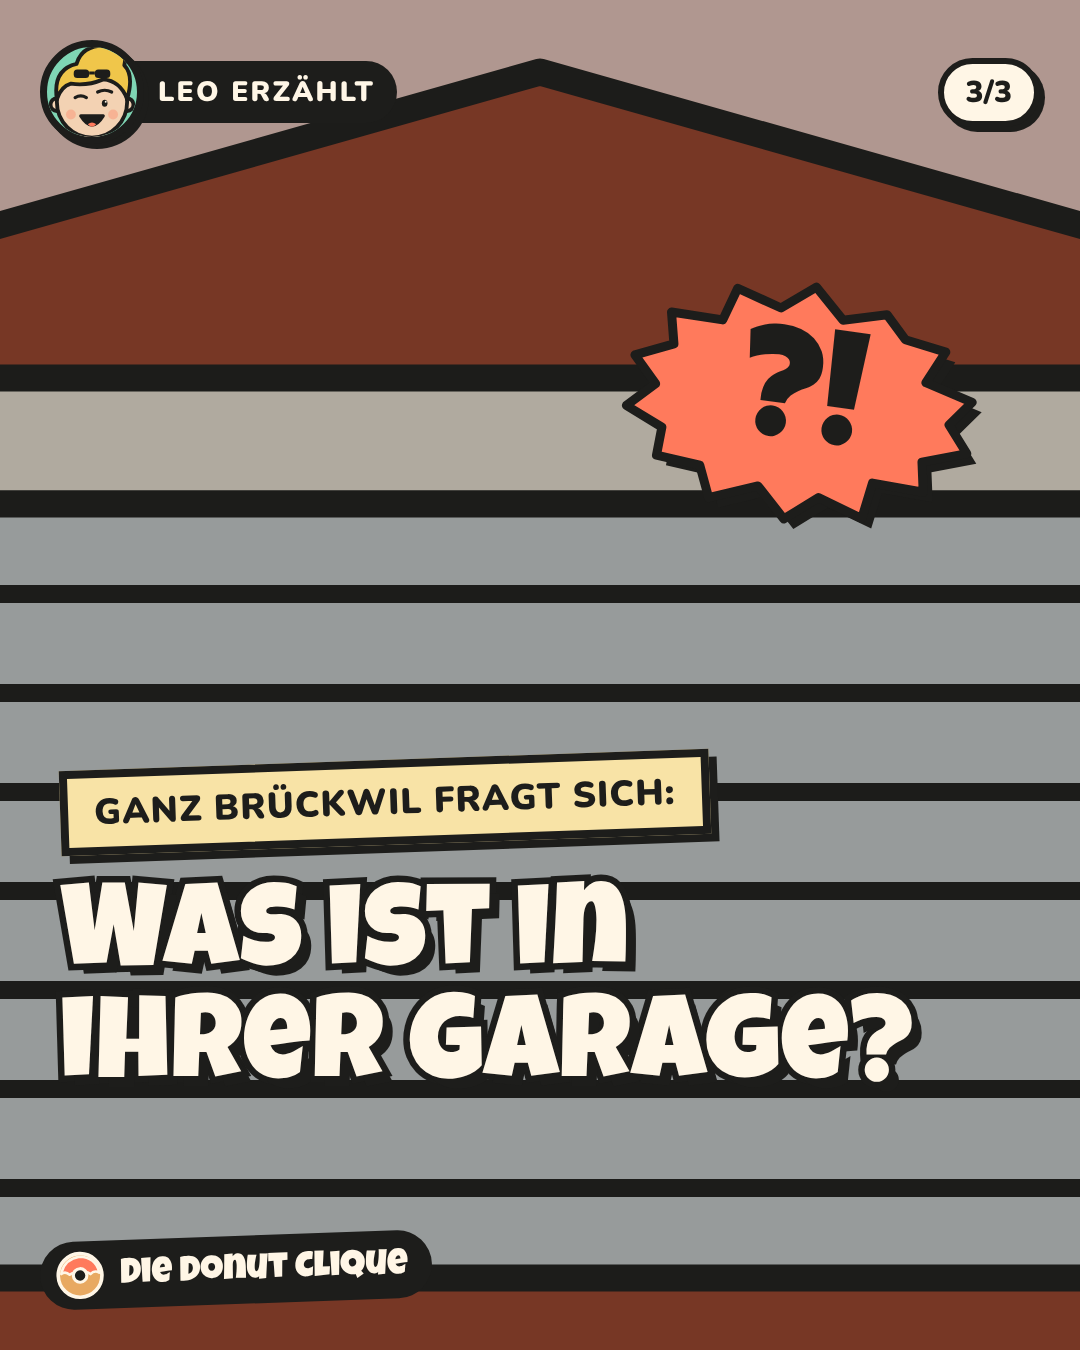 LEO ERZÄHLT
3/3
?!
GANZ BRÜCKWIL FRAGT SICH:
WAS IST IN
IHRER GARAGE?
DIE DONUT CLIQUE